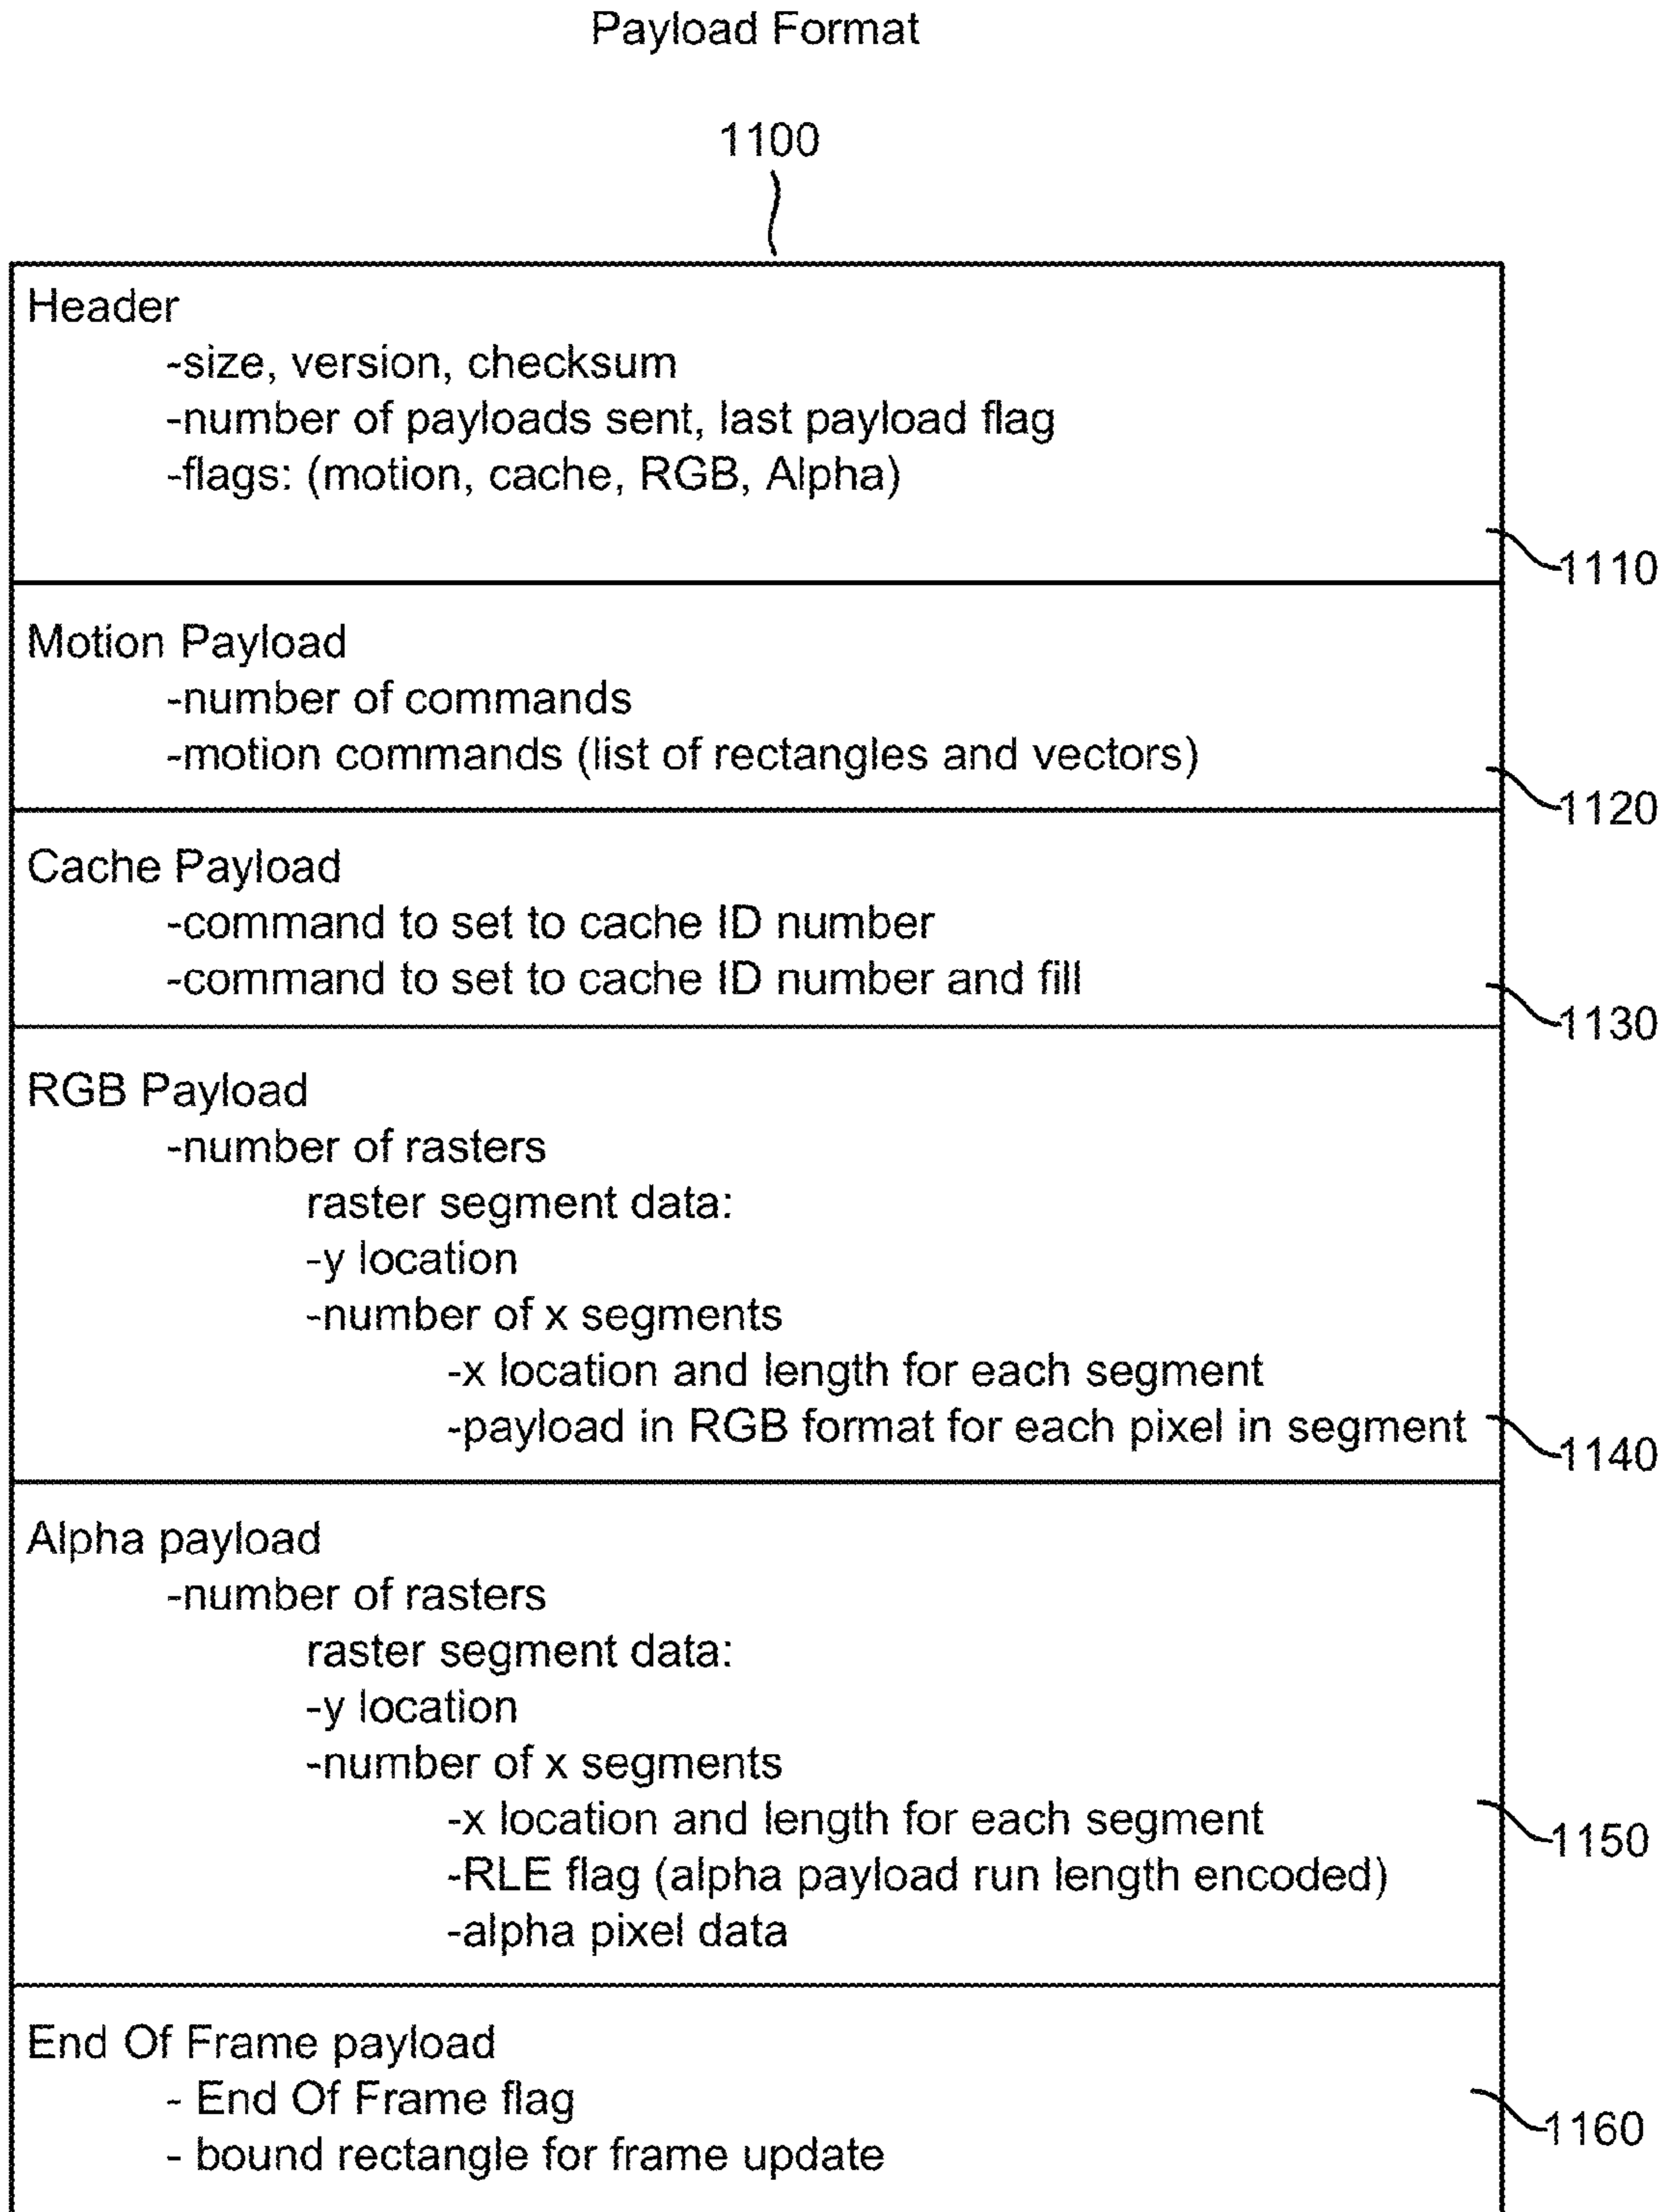 Payload Format
1100
Header
-size, version, checksum
-number of payloads sent, last payload flag
-flags: (motion, cache, RGB, Alpha)
1110
Motion Payload
-number of commands
-motion commands (list of rectangles and vectors)
1120
Cache Payload
-command to set to cache ID number
-command to set to cache ID number and fill
1130
RGB Payload
-number of rasters
raster segment data:
-y location
-number of x segments
-x location and length for each segment
-payload in RGB format for each pixel in segment
1140
Alpha payload
-number of rasters
raster segment data:
-y location
-number of x segments
-x location and length for each segment
1150
-RLE flag (alpha payload run length encoded)
-alpha pixel data
End Of Frame payload
- End Of Frame flag
1160
- bound rectangle for frame update